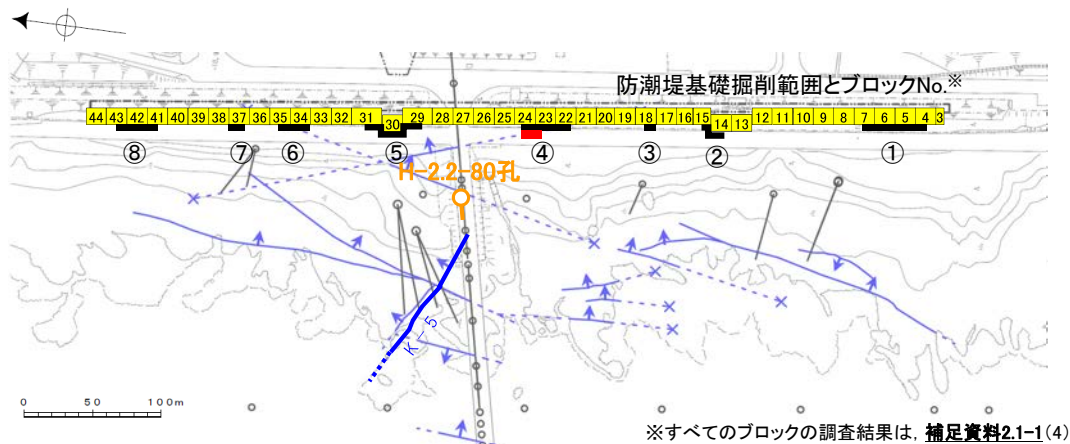 防潮堤基礎掘削範囲とブロックNo.※
44 43 42 41 40 39 38 37 36 35 34 33 32 31 30 29 28 27 26 25 24 23 22 21 20 19 18 17 16 15 14 13 12 11 10 9 8 7 6 5 4 3
⑧ ⑦ ⑥ ⑤ ④ ③ ② ①
H-2.2-80孔
K-5
0 50 100m
※すべてのブロックの調査結果は，補足資料2.1-1(4)